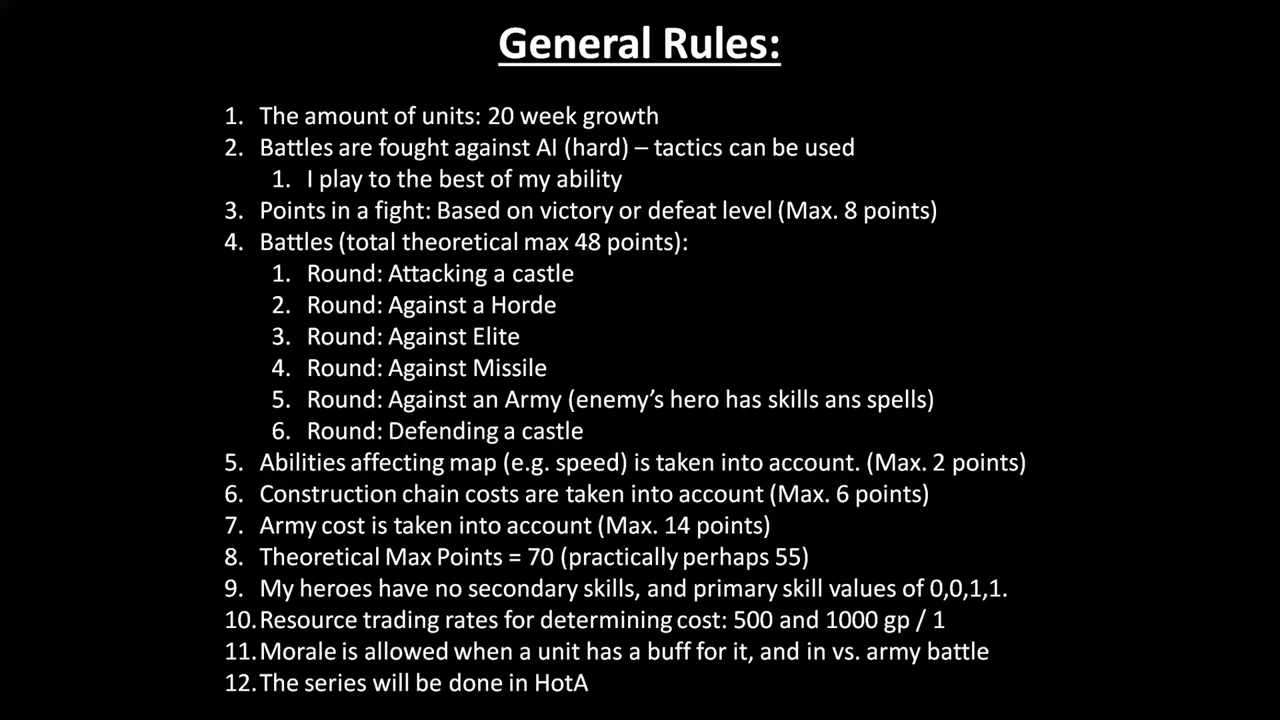 General Rules:
1. The amount of units: 20 week growth
2. Battles are fought against AI (hard) – tactics can be used
1. I play to the best of my ability
3. Points in a fight: Based on victory or defeat level (Max. 8 points)
4. Battles (total theoretical max 48 points):
1. Round: Attacking a castle
2. Round: Against a Horde
3. Round: Against Elite
4. Round: Against Missile
5. Round: Against an Army (enemy's hero has skills ans spells)
6. Round: Defending a castle
5. Abilities affecting map (e.g. speed) is taken into account. (Max. 2 points)
6. Construction chain costs are taken into account (Max. 6 points)
7. Army cost is taken into account (Max. 14 points)
8. Theoretical Max Points = 70 (practically perhaps 55)
9. My heroes have no secondary skills, and primary skill values of 0,0,1,1.
10. Resource trading rates for determining cost: 500 and 1000 gp / 1
11. Morale is allowed when a unit has a buff for it, and in vs. army battle
12. The series will be done in HotA